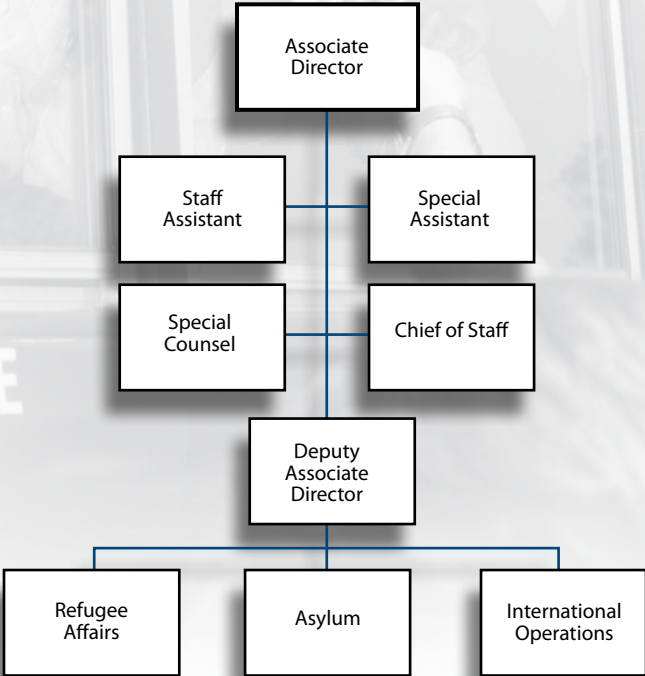 Associate
Director
Staff
Assistant
Special
Assistant
Special
Counsel
Chief of Staff
Deputy
Associate
Director
Refugee
Affairs
Asylum
International
Operations
E